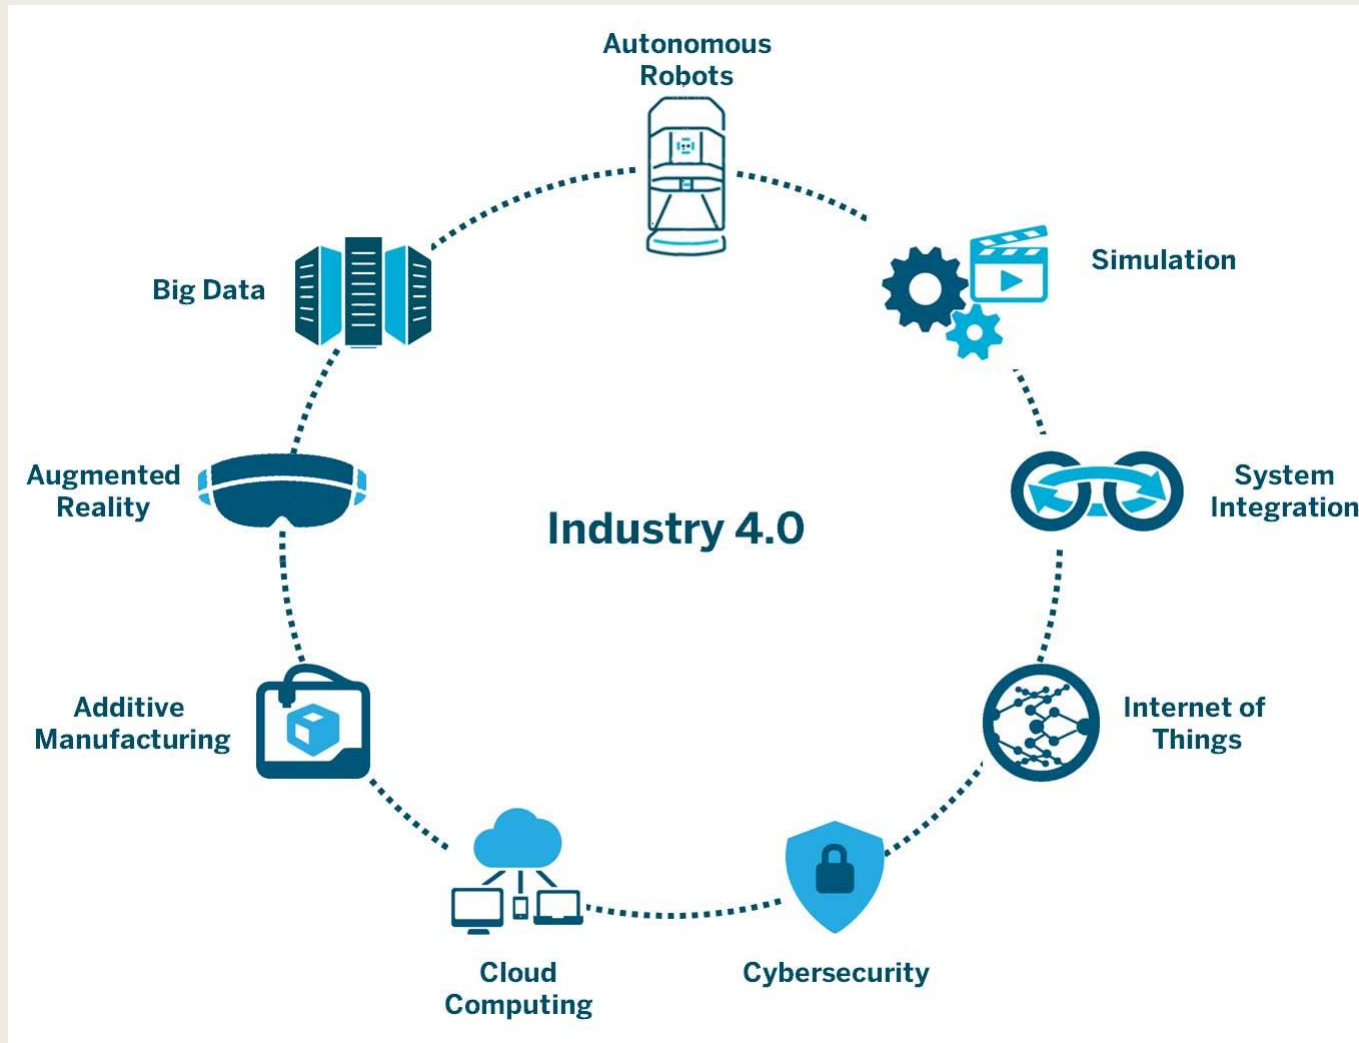 Autonomous
Robots
Simulation
Big Data
Augmented
Reality
System
Integration
Industry 4.0
Additive
Manufacturing
Internet of
Things
Cloud
Computing
Cybersecurity